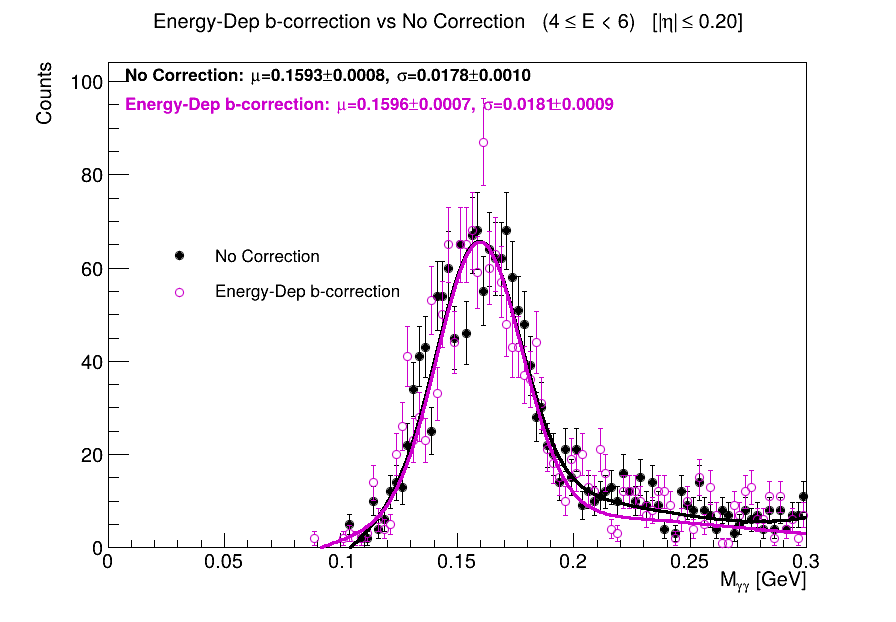 Energy-Dep b-correction vs No Correction (4 ≤ E < 6) [|η| ≤ 0.20]
Counts
No Correction: μ=0.1593±0.0008, σ=0.0178±0.0010
Energy-Dep b-correction: μ=0.1596±0.0007, σ=0.0181±0.0009
No Correction
Energy-Dep b-correction
100
80
60
40
20
0
0 0.05 0.1 0.15 0.2 0.25 0.3
Mγγ [GeV]